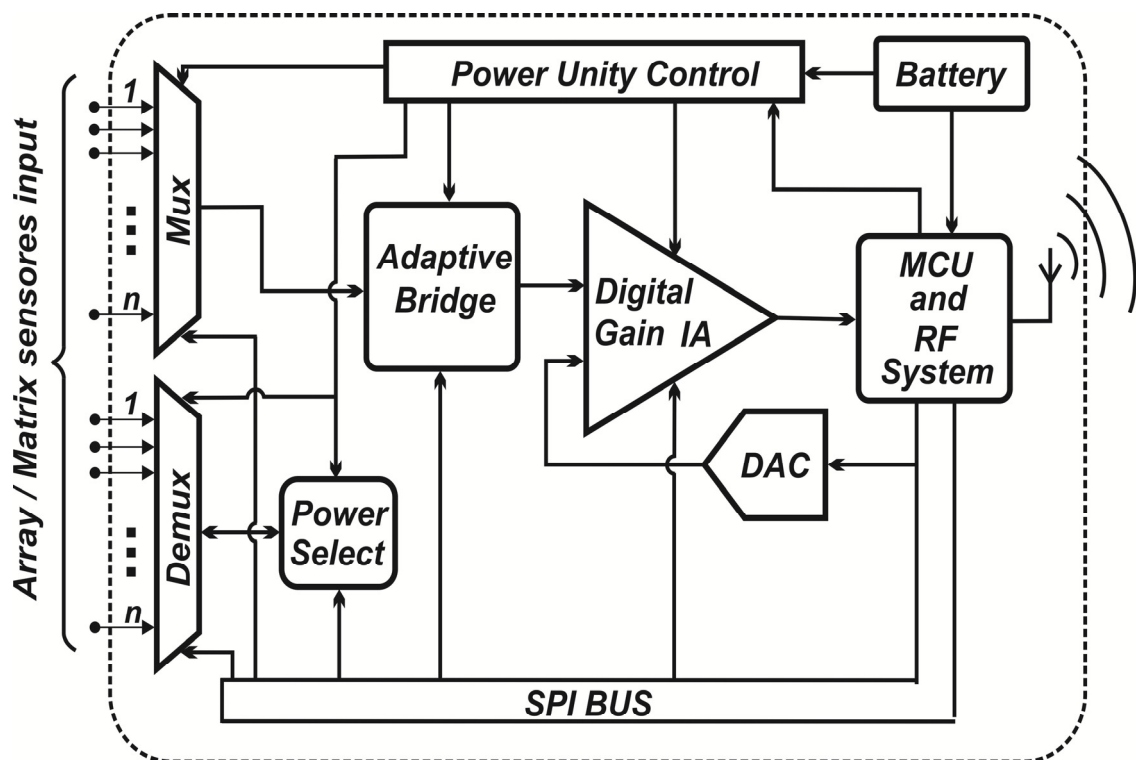 Array / Matrix sensores input
Power Unity Control
Battery
1
n
Mux
Adaptive
Bridge
Digital
Gain IA
MCU
and
RF
System
1
n
Demux
Power
Select
DAC
SPI BUS